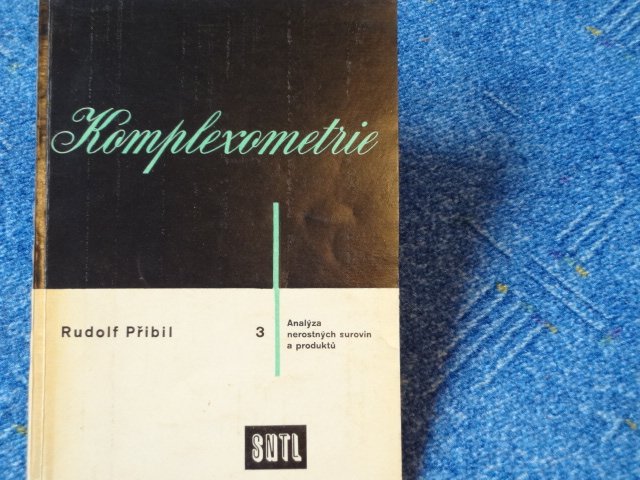 Komplexometrie
Rudolf Přibil
3
Analýza
nerostných surovin
a produktů
SNTL